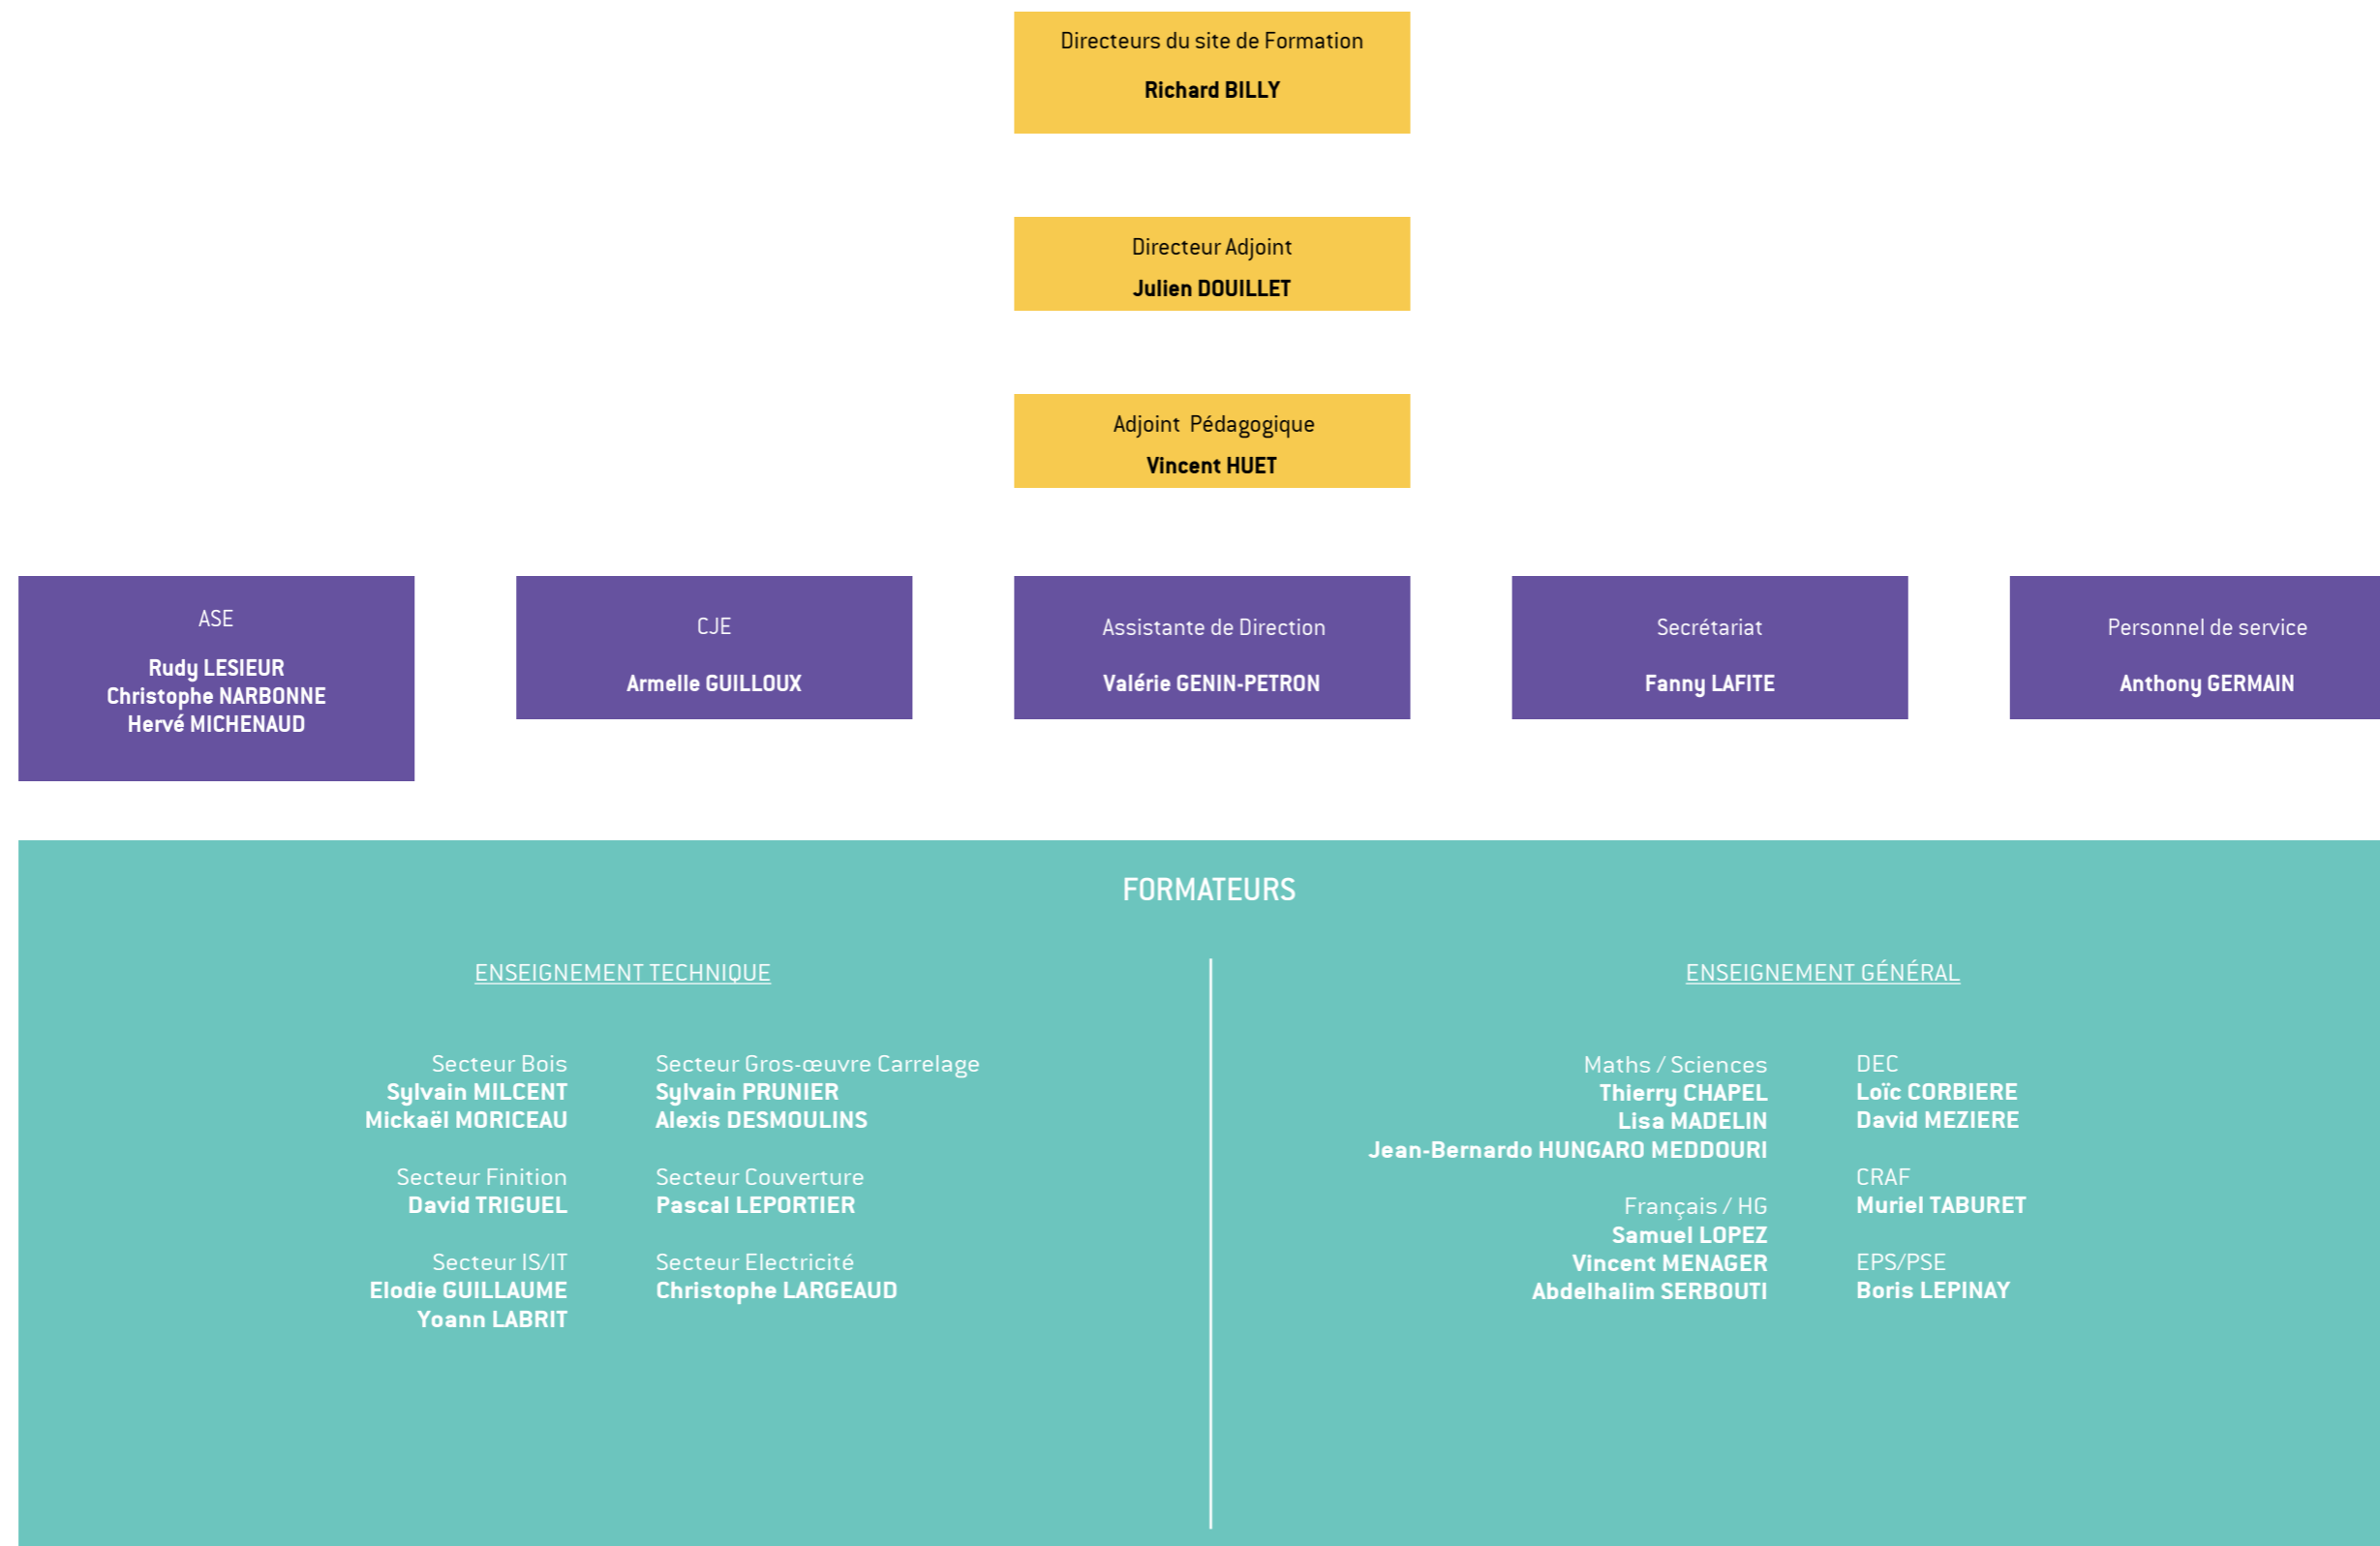 Directeurs du site de Formation
Richard BILLY
Directeur Adjoint
Julien DOUILLET
Adjoint Pédagogique
Vincent HUET
ASE
Rudy LESIEUR
Christophe NARBONNE
Hervé MICHENAUD
CJE
Armelle GUILLOUX
Assistante de Direction
Valérie GENIN-PETRON
Secrétariat
Fanny LAFITE
Personnel de service
Anthony GERMAIN
FORMATEURS
ENSEIGNEMENT TECHNIQUE
Secteur Bois
Sylvain MILCENT
Mickaël MORICEAU
Secteur Finition
David TRIGUEL
Secteur IS/IT
Elodie GUILLAUME
Yoann LABRIT
Secteur Gros-œuvre Carrelage
Sylvain PRUNIER
Alexis DESMOULINS
Secteur Couverture
Pascal LEPORTIER
Secteur Electricité
Christophe LARGEAUD
ENSEIGNEMENT GÉNÉRAL
Maths / Sciences
Thierry CHAPEL
Lisa MADELIN
Jean-Bernardo HUNGARO MEDDOURI
Français / HG
Samuel LOPEZ
Vincent MENAGER
Abdelhalim SERBOUTI
DEC
Loïc CORBIERE
David MEZIERE
CRAF
Muriel TABURET
EPS/PSE
Boris LEPINAY